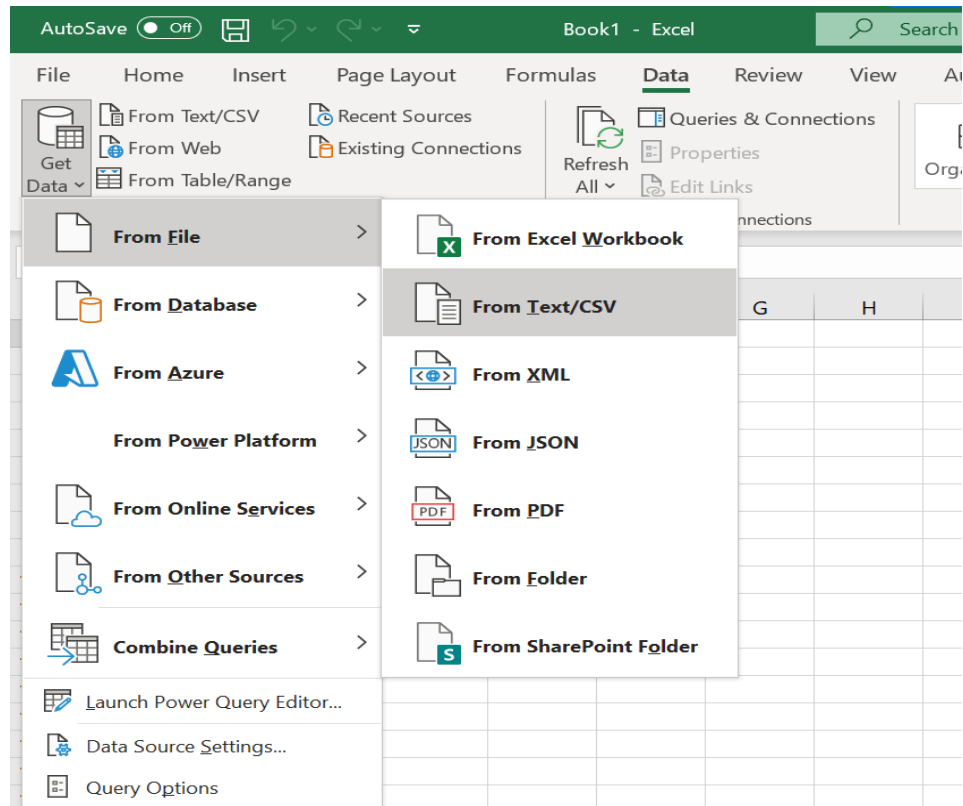 AutoSave Off Book1 - Excel Search
File Home Insert Page Layout Formulas Data Review View
Get Data
From Text/CSV
From Web
From Table/Range
Recent Sources
Existing Connections
Refresh All
Queries & Connections
Properties
Edit Links
From File
From Database
From Azure
From Power Platform
From Online Services
From Other Sources
Combine Queries
Launch Power Query Editor...
Data Source Settings...
Query Options
From Excel Workbook
X
From Text/CSV
From XML
JSON
From JSON
PDF
From PDF
From Folder
S
From SharePoint Folder
G H